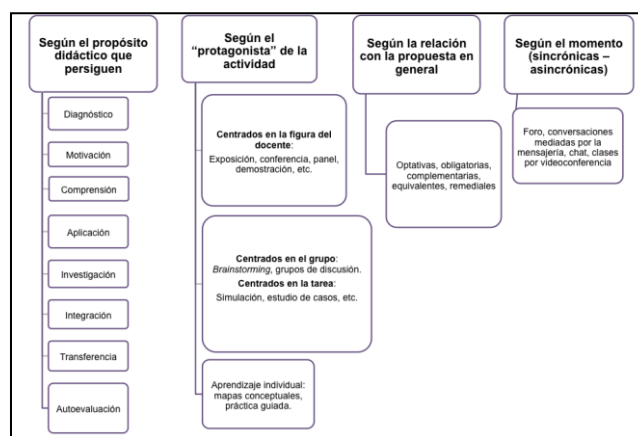 Según el propósito
didáctico que
persiguen
Diagnóstico
Motivación
Comprensión
Aplicación
Investigación
Integración
Transferencia
Autoevaluación
Según el
“protagonista” de la
actividad
Centrados en la figura del
docente:
Exposición, conferencia, panel,
demostración, etc.
Centrados en el grupo:
Brainstorming, grupos de discusión.
Centrados en la tarea:
Simulación, estudio de casos, etc.
Aprendizaje individual:
mapas conceptuales,
práctica guiada.
Según la relación
con la propuesta en
general
Optativas, obligatorias,
complementarias,
equivalentes, remediales
Según el momento
(sincrónicas –
asincrónicas)
Foro, conversaciones
mediadas por la
mensajería, chat, clases
por videoconferencia